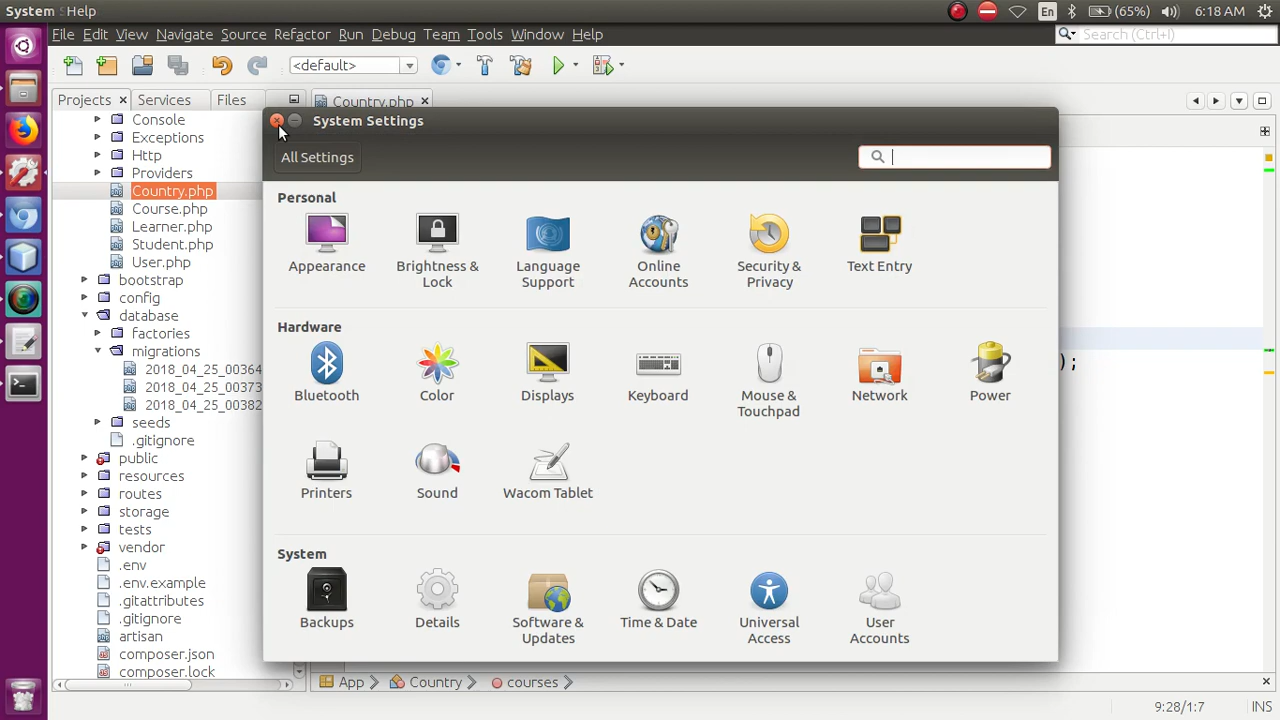 System SHelp
En
(65%)
6:18 AM
File Edit View Navigate Source Refactor Run Debug Team Tools Window Help
Search (Ctrl+I)
<default>
Projects
Services
Files
Country.php
Console
Exceptions
Http
Providers
Country.php
Course.php
Learner.php
Student.php
User.php
bootstrap
config
database
factories
migrations
2018_04_25_00364
2018_04_25_00373
2018_04_25_00382
seeds
.gitignore
public
resources
routes
tests
vendor
.env
.env.example
.gitattributes
.gitignore
artisan
composer.json
composer.lock
System Settings
All Settings
Personal
Appearance
Brightness &
Lock
Language
Support
Online
Accounts
Security &
Privacy
Text Entry
Hardware
Bluetooth
Color
Displays
Keyboard
Mouse &
Touchpad
Network
Power
Printers
Sound
Wacom Tablet
System
Backups
Details
Software &
Updates
Time & Date
Universal
Access
User
Accounts
);
App
Country
courses
9:28/1:7
INS